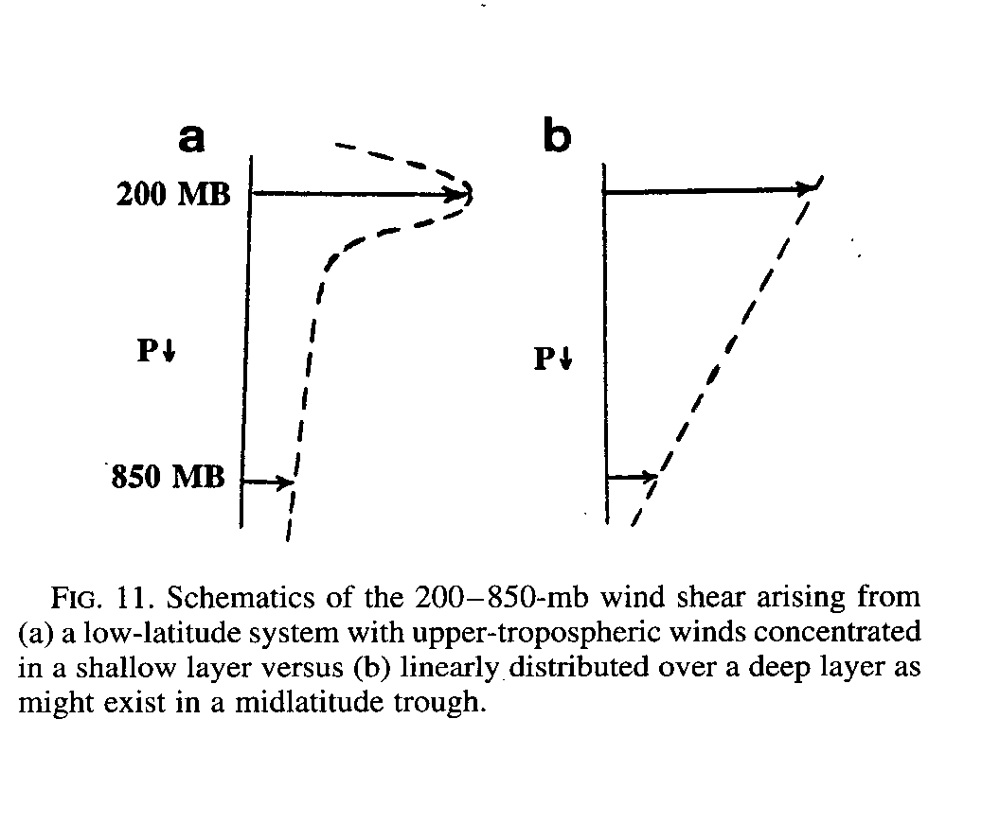 a
b
200 MB
P↓
P↓
850 MB
FIG. 11. Schematics of the 200–850-mb wind shear arising from
(a) a low-latitude system with upper-tropospheric winds concentrated
in a shallow layer versus (b) linearly distributed over a deep layer as
might exist in a midlatitude trough.